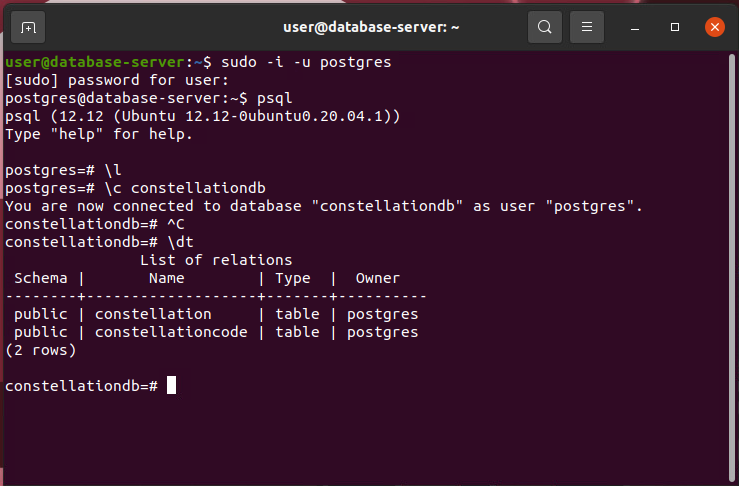 user@database-server: ~
user@database-server:~$ sudo -i -u postgres
[sudo] password for user:
postgres@database-server:~$ psql
psql (12.12 (Ubuntu 12.12-0ubuntu0.20.04.1))
Type "help" for help.

postgres=# \l
postgres=# \c constellationdb
You are now connected to database "constellationdb" as user "postgres".
constellationdb=# ^C
constellationdb=# \dt
               List of relations
 Schema |       Name        | Type  |  Owner
--------+-------------------+-------+----------
 public | constellation     | table | postgres
 public | constellationcode | table | postgres
(2 rows)

constellationdb=#